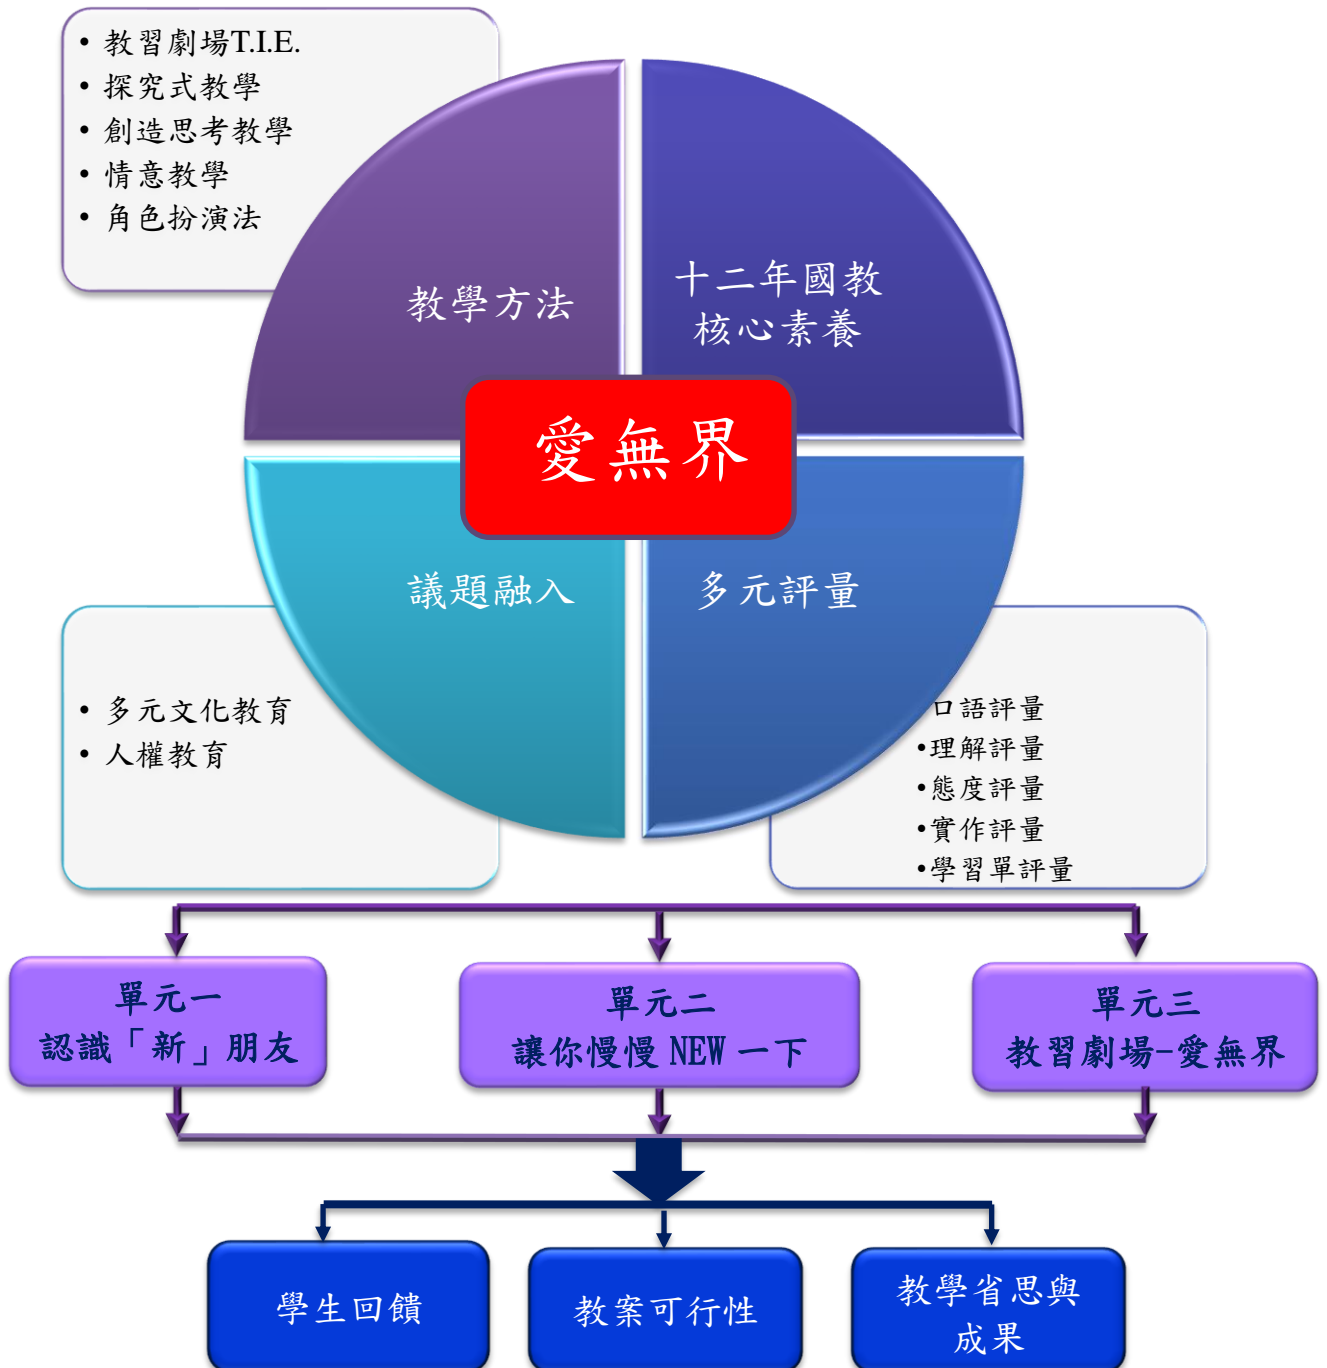 • 教習劇場T.I.E.
• 探究式教學
• 創造思考教學
• 情意教學
• 角色扮演法
教學方法
十二年國教
核心素養
愛無界
議題融入
多元評量
• 多元文化教育
• 人權教育
口語評量
•理解評量
•態度評量
•實作評量
•學習單評量
單元一
認識「新」朋友
單元二
讓你慢慢 NEW 一下
單元三
教習劇場-愛無界
學生回饋
教案可行性
教學省思與
成果